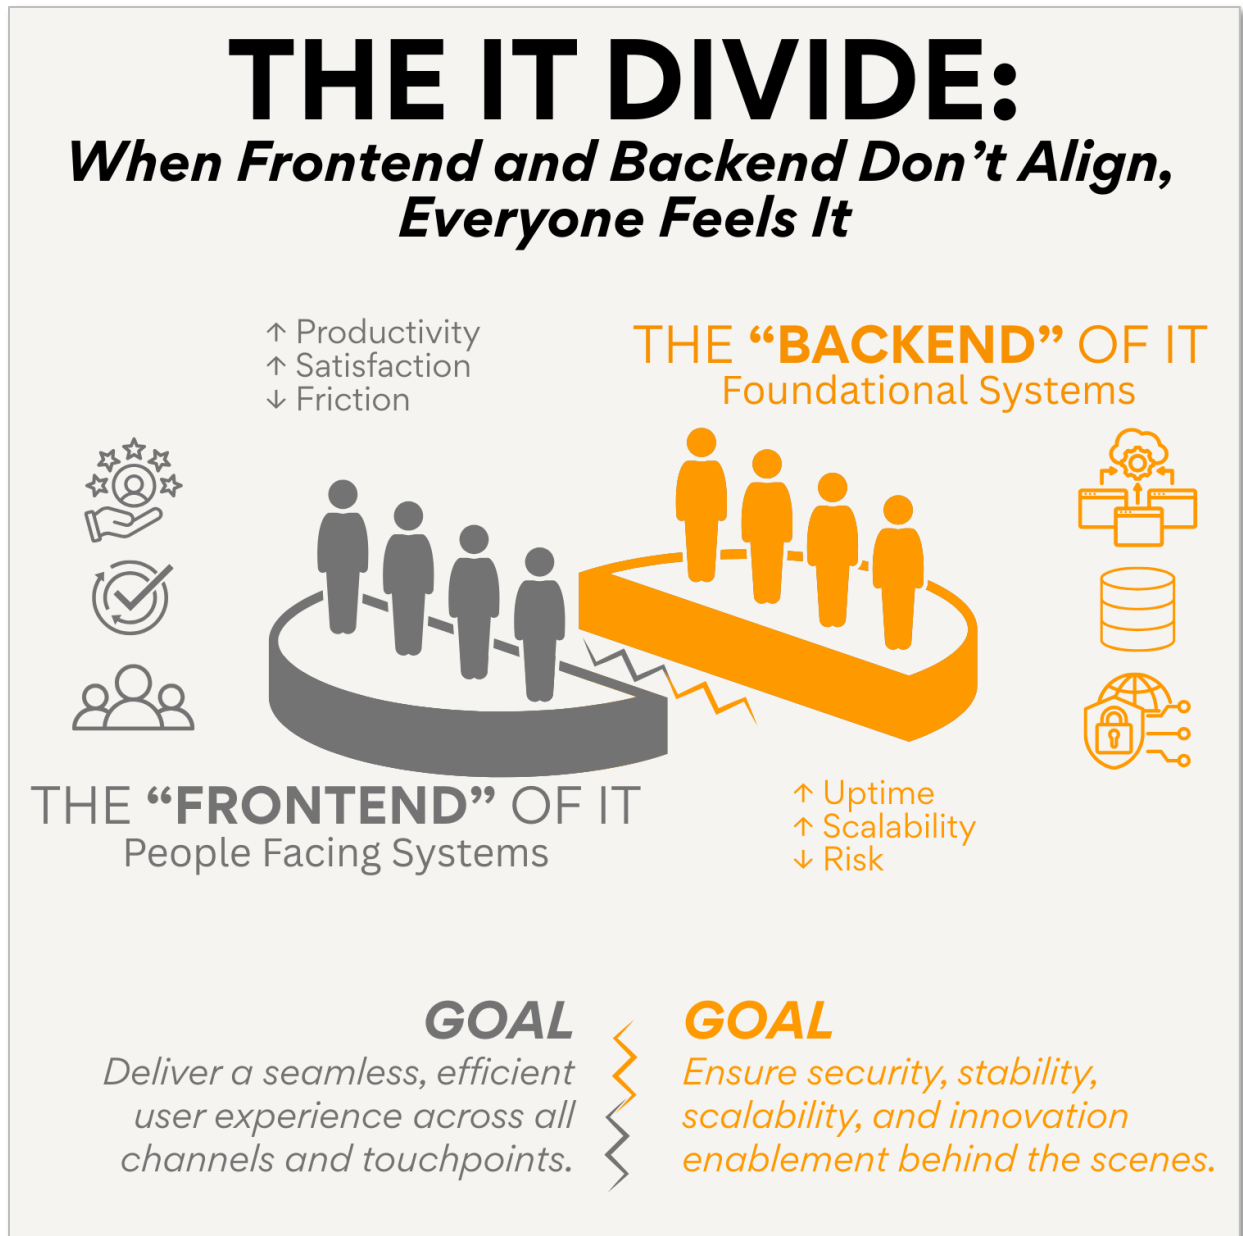 THE IT DIVIDE:
When Frontend and Backend Don’t Align,
Everyone Feels It
↑ Productivity
↑ Satisfaction
↓ Friction
THE “BACKEND” OF IT
Foundational Systems
THE “FRONTEND” OF IT
People Facing Systems
↑ Uptime
↑ Scalability
↓ Risk
GOAL
Deliver a seamless, efficient
user experience across all
channels and touchpoints.
GOAL
Ensure security, stability,
scalability, and innovation
enablement behind the scenes.